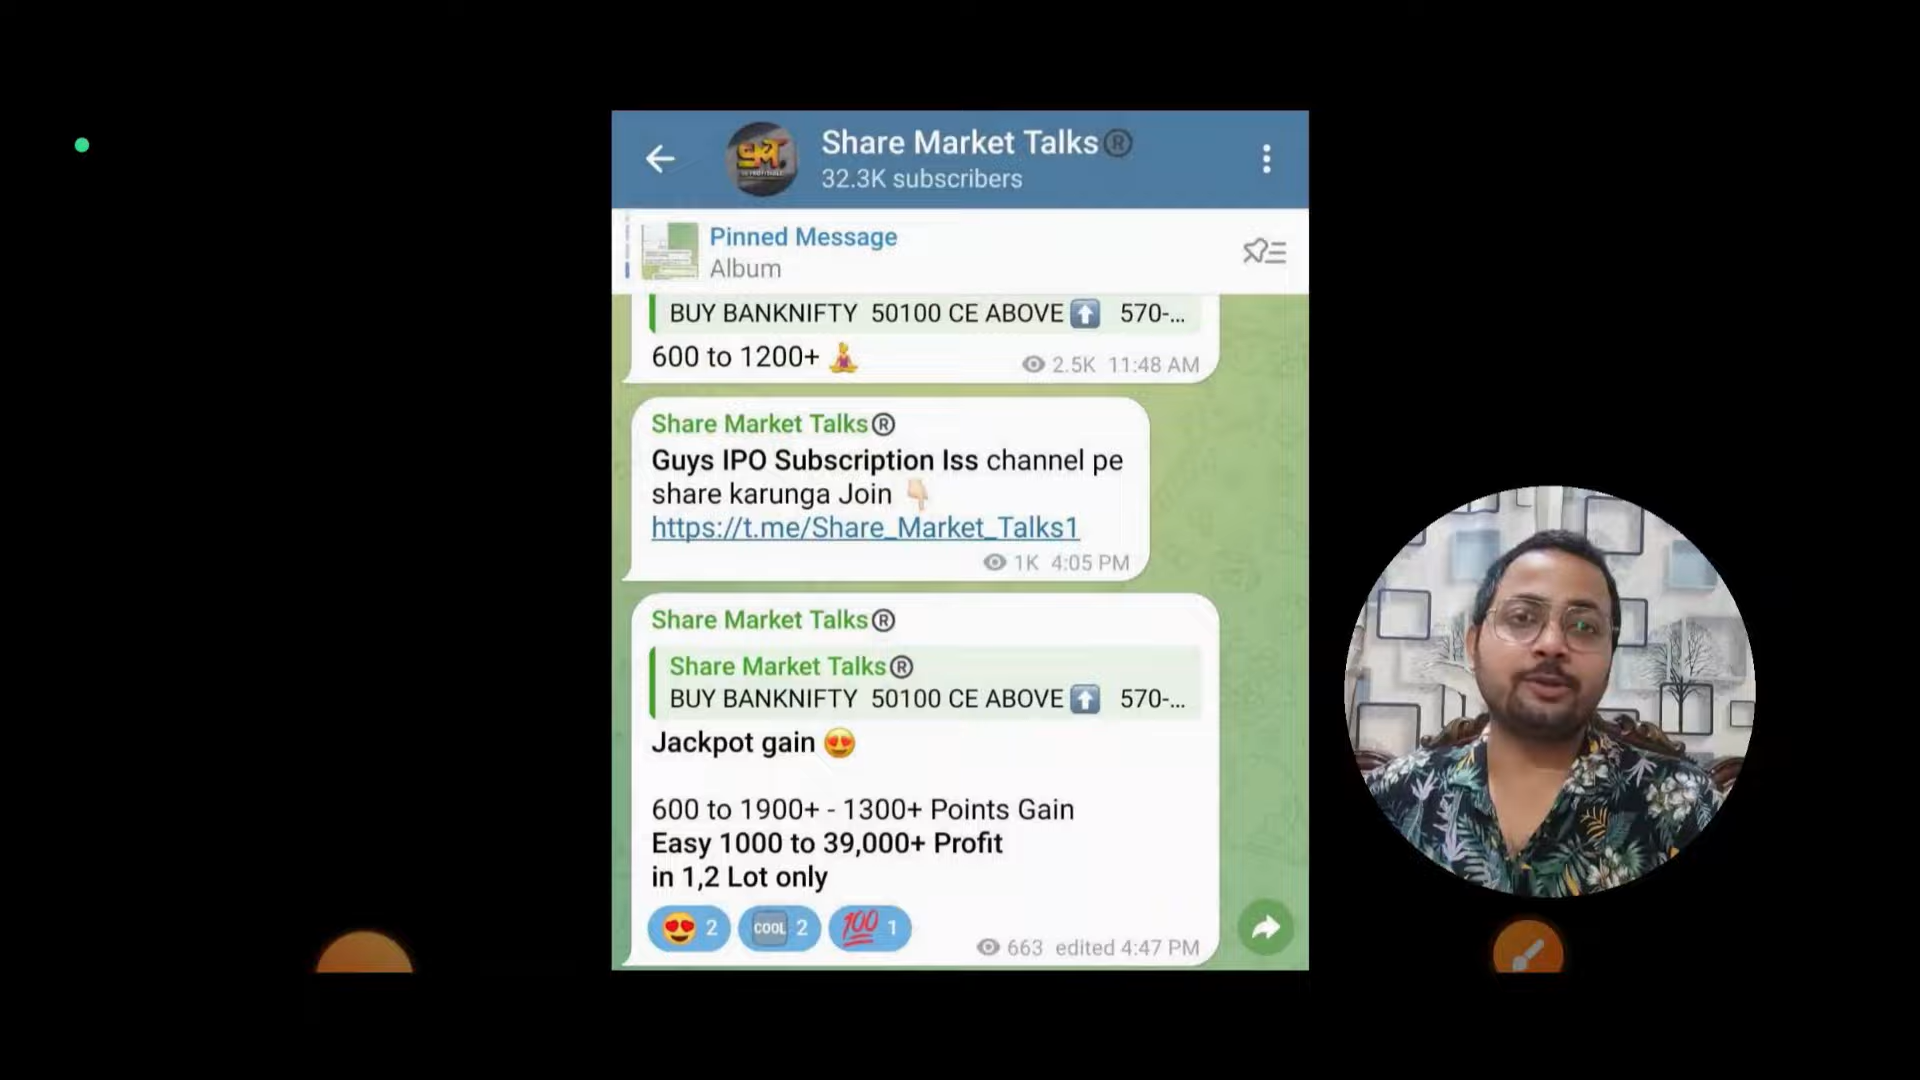 Share Market Talks®
32.3K subscribers
Pinned Message
Album
BUY BANKNIFTY 50100 CE ABOVE⬆️ 570-...
600 to 1200+ 🧘
2.5K 11:48 AM
Share Market Talks®
Guys IPO Subscription Iss channel pe
share karunga Join 👇🏻
https://t.me/Share_Market_Talks1
1K 4:05 PM
Share Market Talks®
Share Market Talks®
BUY BANKNIFTY 50100 CE ABOVE⬆️ 570-...
Jackpot gain 😍
600 to 1900+ - 1300+ Points Gain
Easy 1000 to 39,000+ Profit
in 1,2 Lot only
😍 2 COOL 2 💯 1
663 edited 4:47 PM